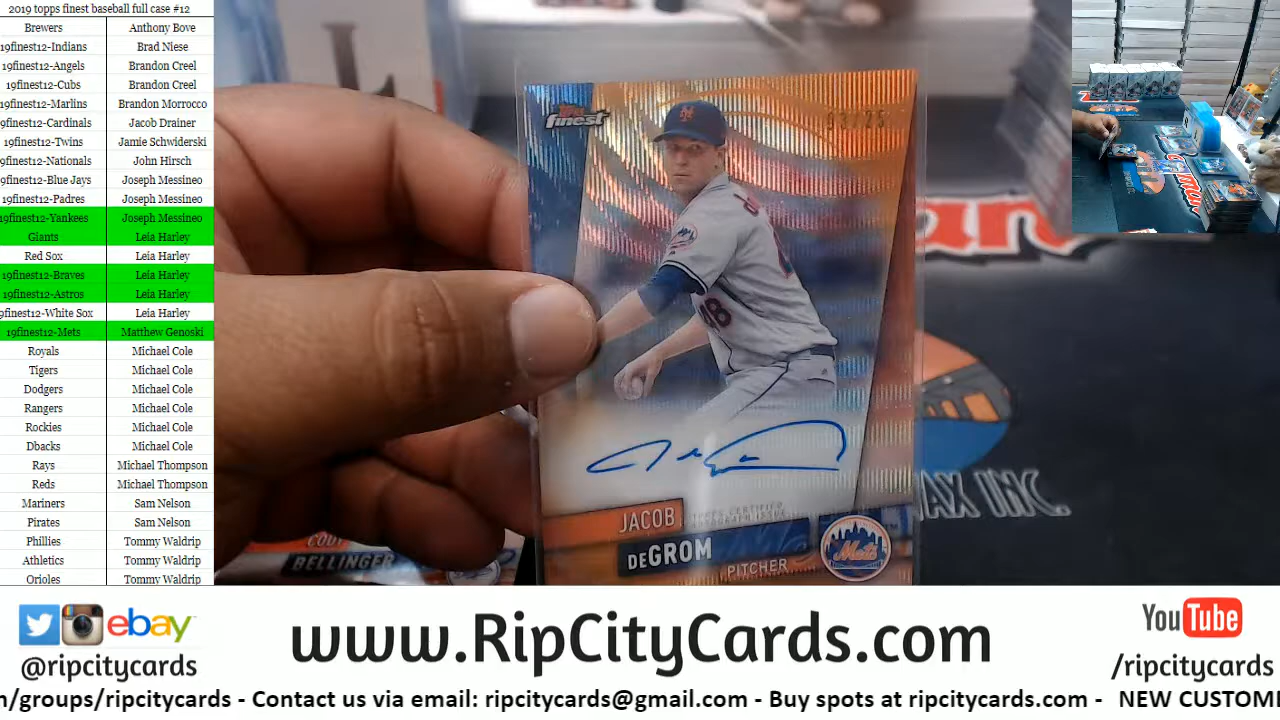 2019 topps finest baseball full case #12
Brewers Anthony Bove
19finest12-Indians Brad Niese
19finest12-Angels Brandon Creel
19finest12-Cubs Brandon Creel
19finest12-Marlins Brandon Morrocco
19finest12-Cardinals Jacob Drainer
19finest12-Twins Jamie Schwiderski
19finest12-Nationals John Hirsch
19finest12-Blue Jays Joseph Messineo
Padres Joseph Messineo
19finest12-Yankees Joseph Messineo
Giants Leia Harley
Red Sox Leia Harley
19finest12-Braves Leia Harley
19finest12-Astros Leia Harley
9finest12-White Sox Leia Harley
19finest12-Mets Matthew Genoski
Royals Michael Cole
Tigers Michael Cole
Dodgers Michael Cole
Rangers Michael Cole
Rockies Michael Cole
Dbacks Michael Cole
Rays Michael Thompson
Reds Michael Thompson
Mariners Sam Nelson
Pirates Sam Nelson
Phillies Tommy Waldrip
Athletics Tommy Waldrip
Orioles Tommy Waldrip
Topps
finest
48
JACOB
deGROM
PITCHER
Mets
CODY
BELLINGER
INC.
ebay
@ripcitycards
www.RipCityCards.com
YouTube
/ripcitycards
n/groups/ripcitycards - Contact us via email: ripcitycards@gmail.com - Buy spots at ripcitycards.com - NEW CUSTOME